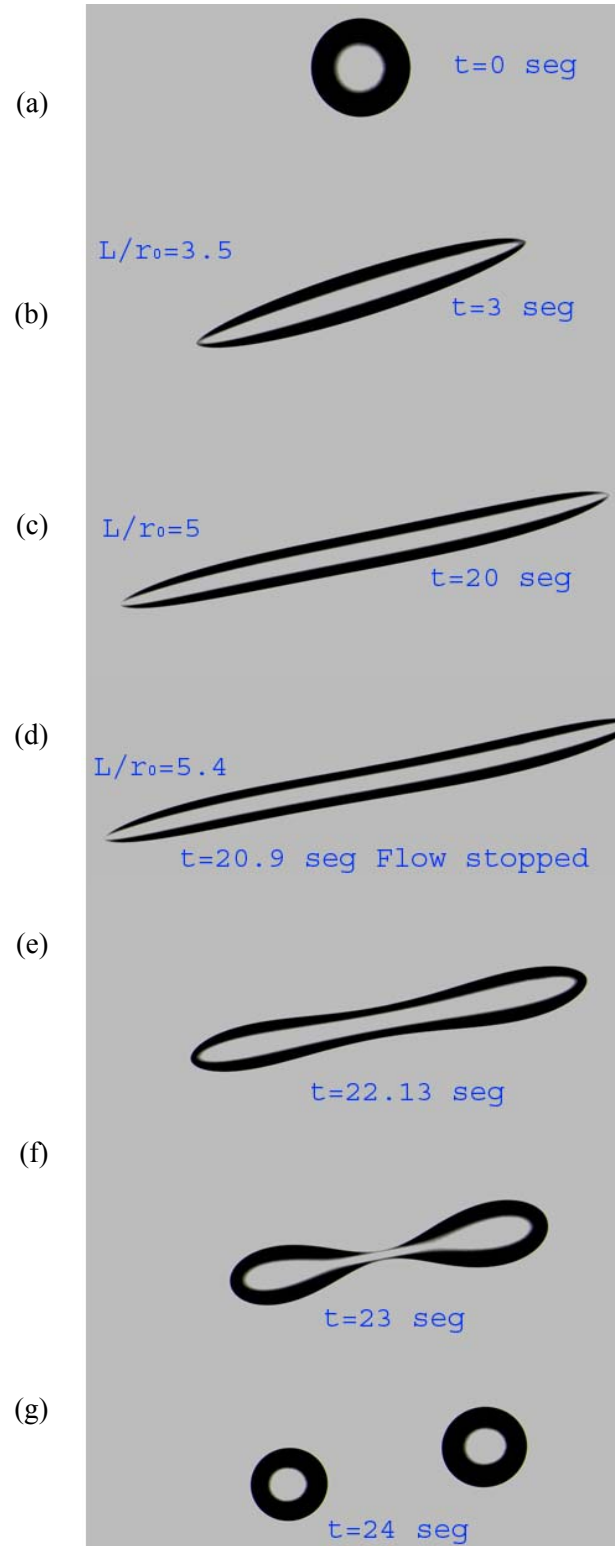 (a)
t=0 seg
L/r₀=3.5
(b)
t=3 seg
(c)
L/r₀=5
t=20 seg
(d)
L/r₀=5.4
t=20.9 seg Flow stopped
(e)
t=22.13 seg
(f)
t=23 seg
(g)
t=24 seg